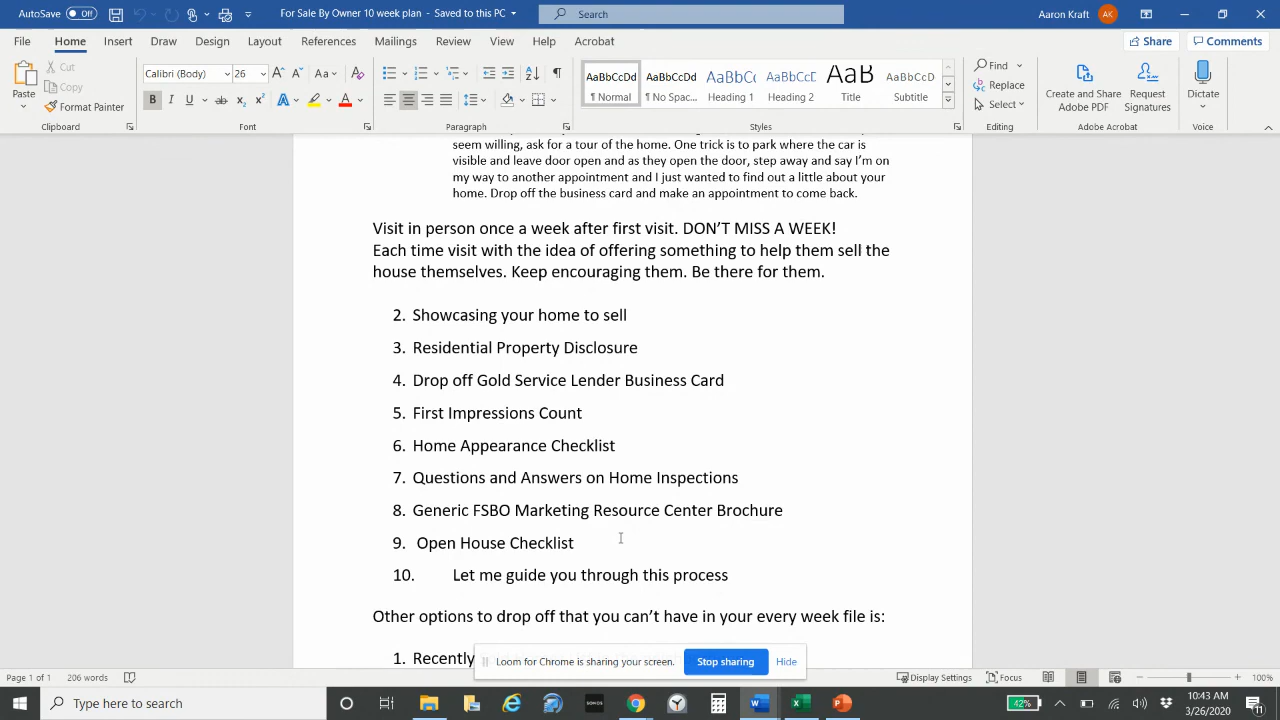 AutoSave Off For Sale By Owner 10 week plan - Saved to this PC Search Aaron Kraft AK
File Home Insert Draw Design Layout References Mailings Review View Help Acrobat Share Comments
Paste Cut Copy Format Painter
Clipboard
Calibri (Body) 26
Font
Paragraph
AaBbCcDd ¶ Normal
AaBbCcDd ¶ No Spac...
AaBbC( Heading 1
AaBbCcE Heading 2
AaB Title
AaBbCcD Subtitle
Styles
Find
Replace
Select
Editing
Create and Share Adobe PDF
Request Signatures
Adobe Acrobat
Dictate
Voice
seem willing, ask for a tour of the home. One trick is to park where the car is
visible and leave door open and as they open the door, step away and say I'm on
my way to another appointment and I just wanted to find out a little about your
home. Drop off the business card and make an appointment to come back.
Visit in person once a week after first visit. DON'T MISS A WEEK!
Each time visit with the idea of offering something to help them sell the
house themselves. Keep encouraging them. Be there for them.
2. Showcasing your home to sell
3. Residential Property Disclosure
4. Drop off Gold Service Lender Business Card
5. First Impressions Count
6. Home Appearance Checklist
7. Questions and Answers on Home Inspections
8. Generic FSBO Marketing Resource Center Brochure
9. Open House Checklist
10. Let me guide you through this process
Other options to drop off that you can't have in your every week file is:
1. Recently
Loom for Chrome is sharing your screen. Stop sharing Hide
Page 1 of 1 206 words Display Settings Focus 100%
Type here to search SONOS 42% 10:43 AM
3/26/2020 11